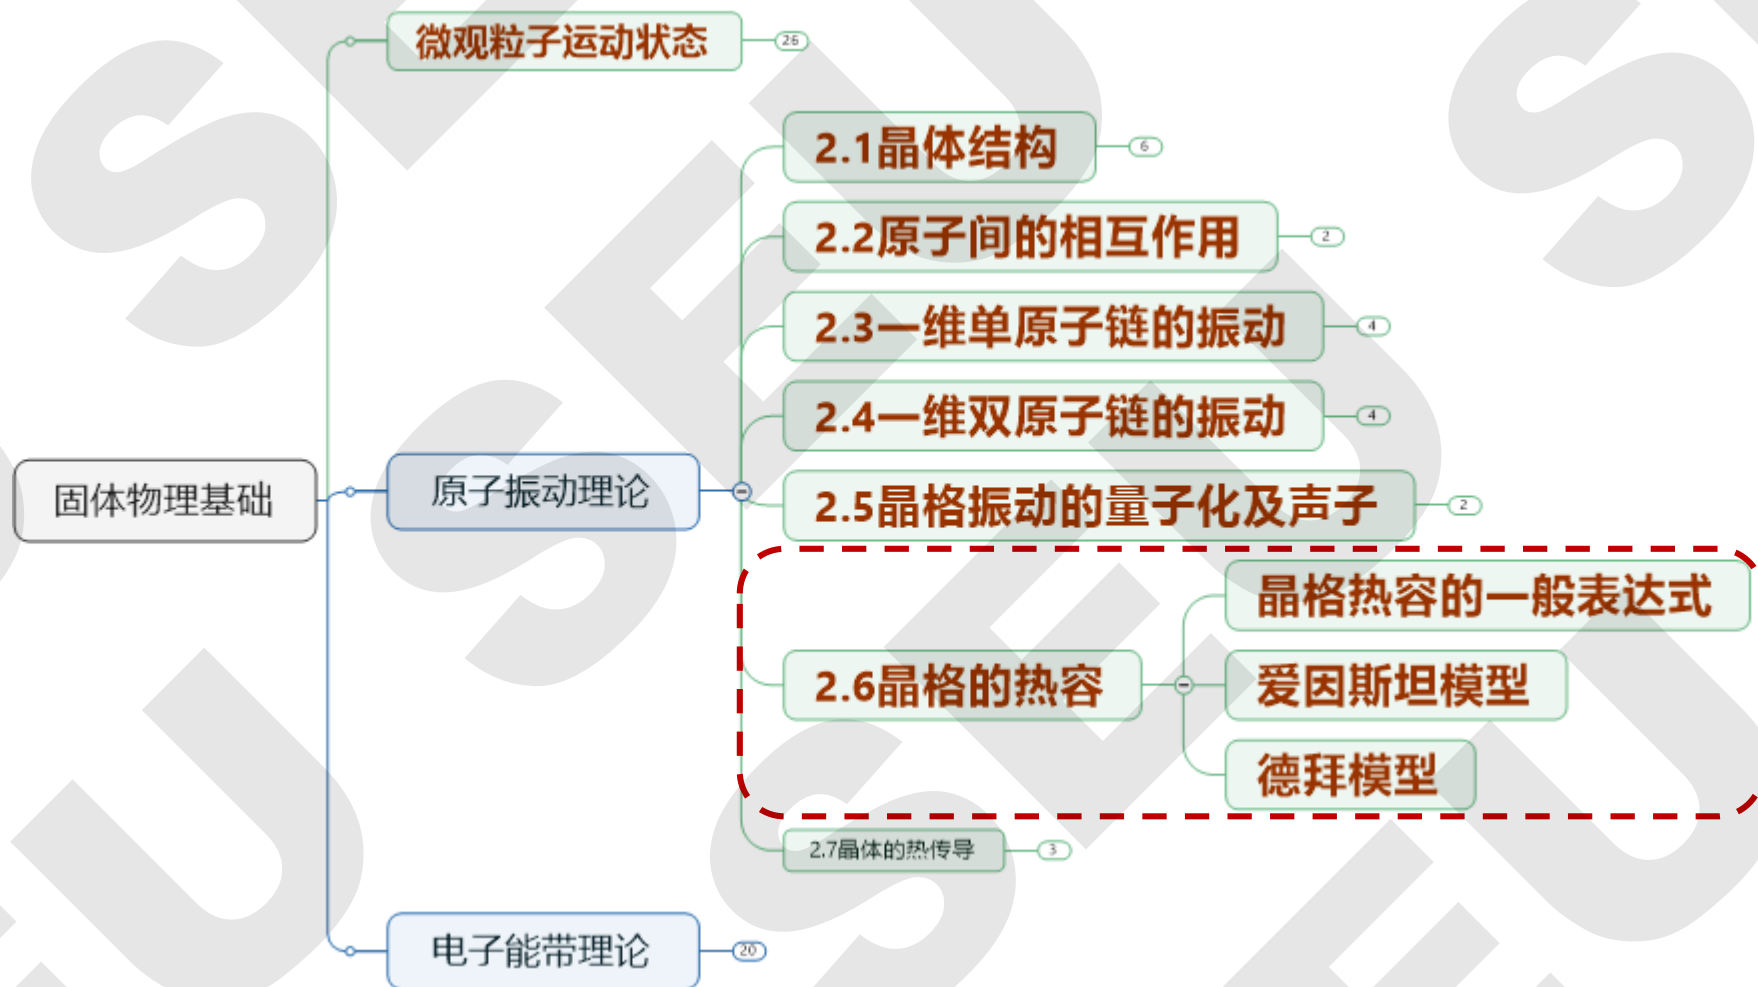 微观粒子运动状态
26
2.1晶体结构
6
2.2原子间的相互作用
2
2.3一维单原子链的振动
4
2.4一维双原子链的振动
4
固体物理基础
原子振动理论
2.5晶格振动的量子化及声子
2
晶格热容的一般表达式
2.6晶格的热容
爱因斯坦模型
德拜模型
2.7晶体的热传导
3
电子能带理论
20
SEU
SEU
SEU